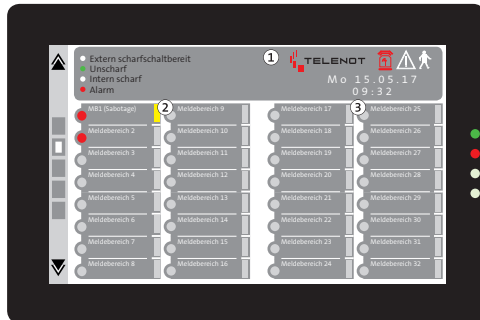 Extern scharfschaltbereit
Unscharf
Intern scharf
Alarm
1
TELENOT
Mo 15.05.17
09:32
MB1 (Sabotage)
Meldebereich 2
Meldebereich 3
Meldebereich 4
Meldebereich 5
Meldebereich 6
Meldebereich 7
Meldebereich 8
2
Meldebereich 9
Meldebereich 10
Meldebereich 11
Meldebereich 12
Meldebereich 13
Meldebereich 14
Meldebereich 15
Meldebereich 16
Meldebereich 17
Meldebereich 18
Meldebereich 19
Meldebereich 20
Meldebereich 21
Meldebereich 22
Meldebereich 23
Meldebereich 24
3
Meldebereich 25
Meldebereich 26
Meldebereich 27
Meldebereich 28
Meldebereich 29
Meldebereich 30
Meldebereich 31
Meldebereich 32